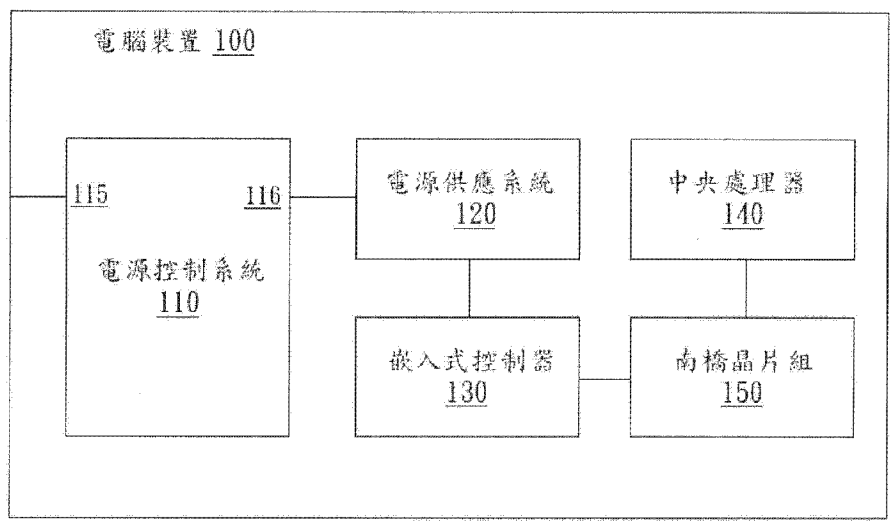 電腦裝置 100
115
116
電源控制系統
110
電源供應系統
120
中央處理器
140
嵌入式控制器
130
南橋晶片組
150